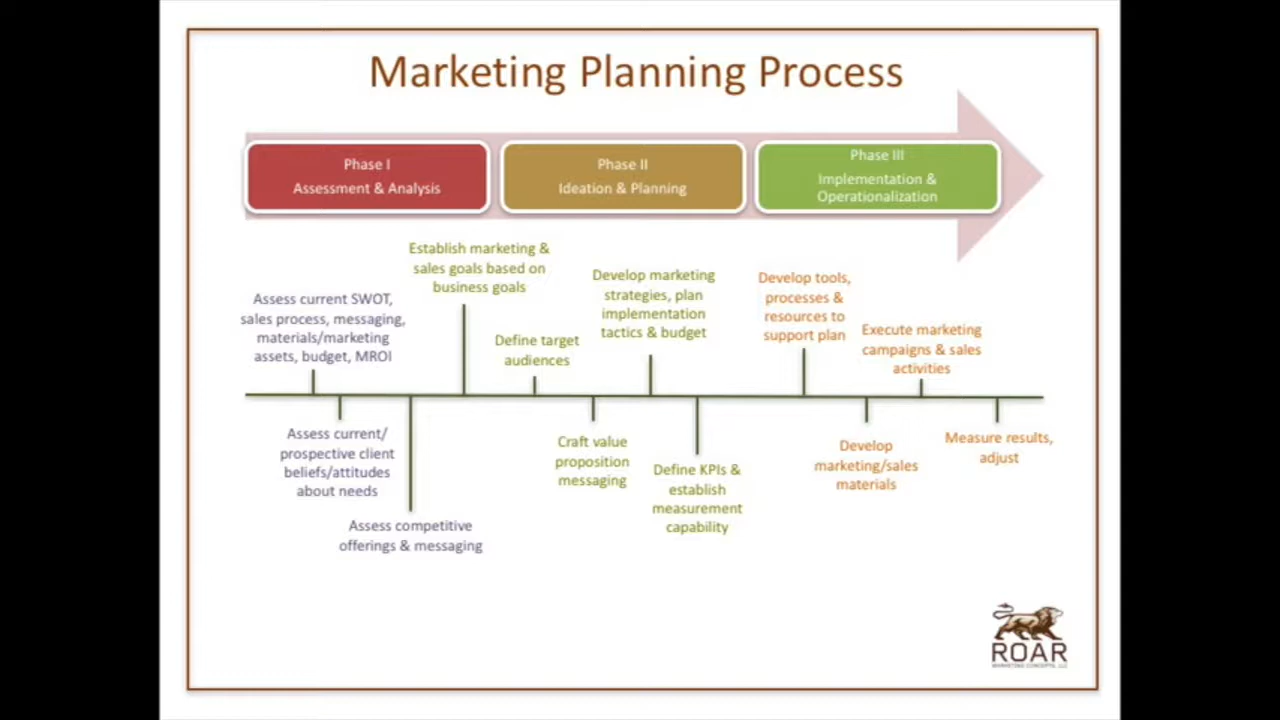 Marketing Planning Process
Phase I
Assessment & Analysis
Phase II
Ideation & Planning
Phase III
Implementation &
Operationalization
Assess current SWOT,
sales process, messaging,
materials/marketing
assets, budget, MROI
Assess current/
prospective client
beliefs/attitudes
about needs
Assess competitive
offerings & messaging
Establish marketing &
sales goals based on
business goals
Define target
audiences
Craft value
proposition
messaging
Develop marketing
strategies, plan
implementation
tactics & budget
Define KPIs &
establish
measurement
capability
Develop tools,
processes &
resources to
support plan
Develop
marketing/sales
materials
Execute marketing
campaigns & sales
activities
Measure results,
adjust
ROAR
MARKETING CONCEPTS, LLC